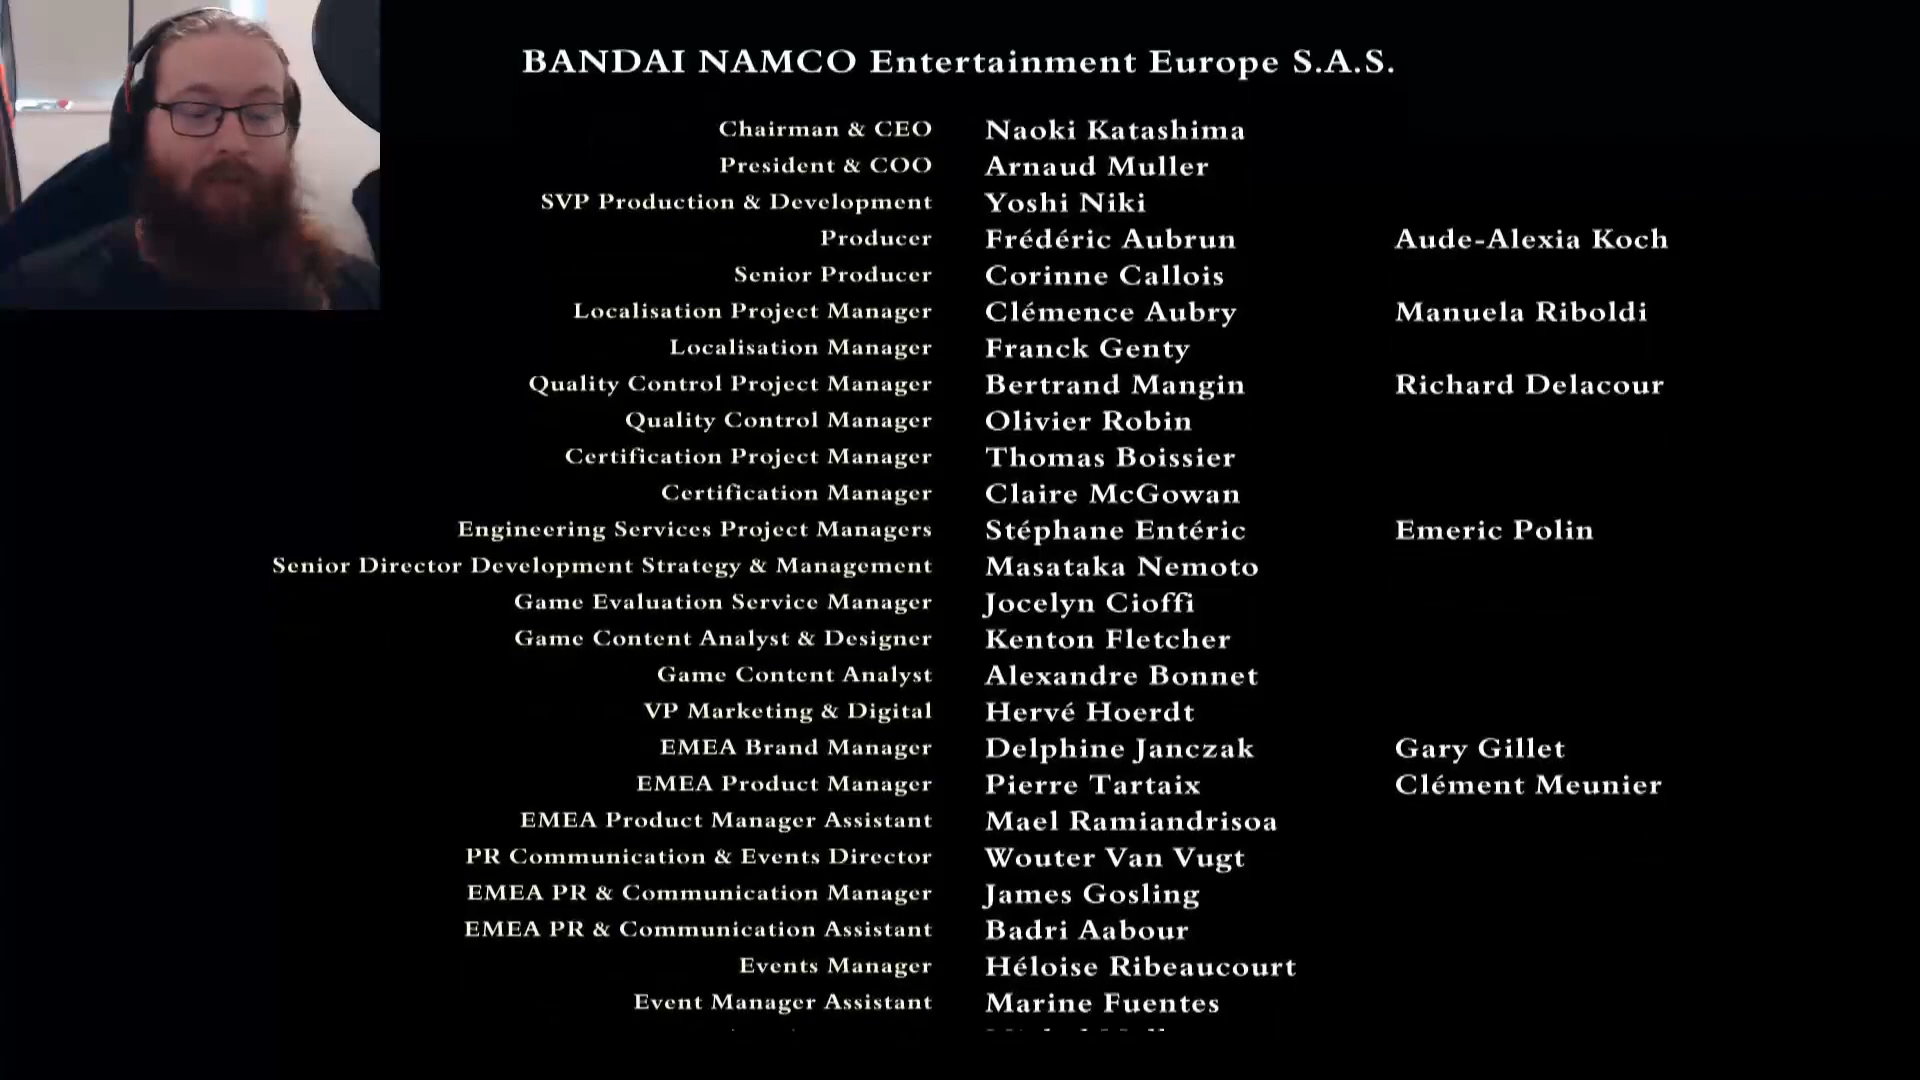 BANDAI NAMCO Entertainment Europe S.A.S.
Chairman & CEO Naoki Katashima
President & COO Arnaud Muller
SVP Production & Development Yoshi Niki
Producer Frédéric Aubrun Aude-Alexia Koch
Senior Producer Corinne Callois
Localisation Project Manager Clémence Aubry Manuela Riboldi
Localisation Manager Franck Genty
Quality Control Project Manager Bertrand Mangin Richard Delacour
Quality Control Manager Olivier Robin
Certification Project Manager Thomas Boissier
Certification Manager Claire McGowan
Engineering Services Project Managers Stéphane Entéric Emeric Polin
Senior Director Development Strategy & Management Masataka Nemoto
Game Evaluation Service Manager Jocelyn Cioffi
Game Content Analyst & Designer Kenton Fletcher
Game Content Analyst Alexandre Bonnet
VP Marketing & Digital Hervé Hoerdt
EMEA Brand Manager Delphine Janczak Gary Gillet
EMEA Product Manager Pierre Tartaix Clément Meunier
EMEA Product Manager Assistant Mael Ramiandrisoa
PR Communication & Events Director Wouter Van Vugt
EMEA PR & Communication Manager James Gosling
EMEA PR & Communication Assistant Badri Aabour
Events Manager Héloise Ribeaucourt
Event Manager Assistant Marine Fuentes